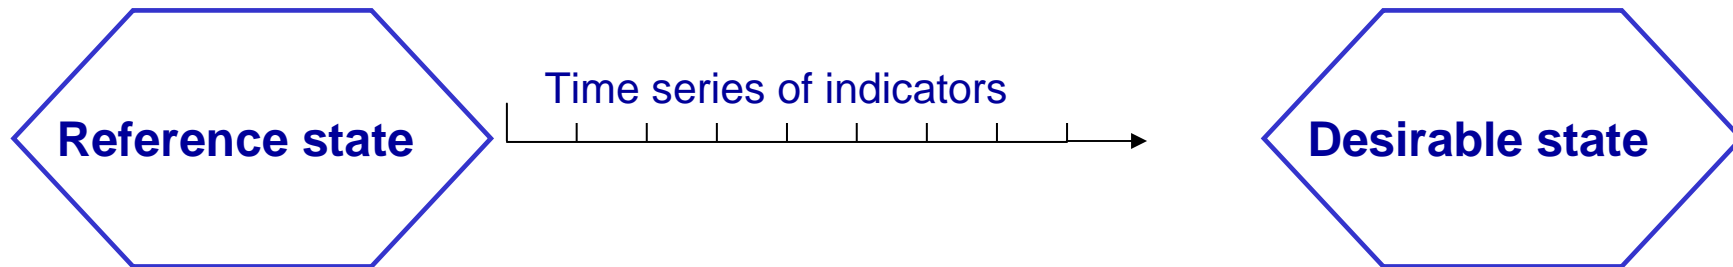 Time series of indicators
Reference state
Desirable state